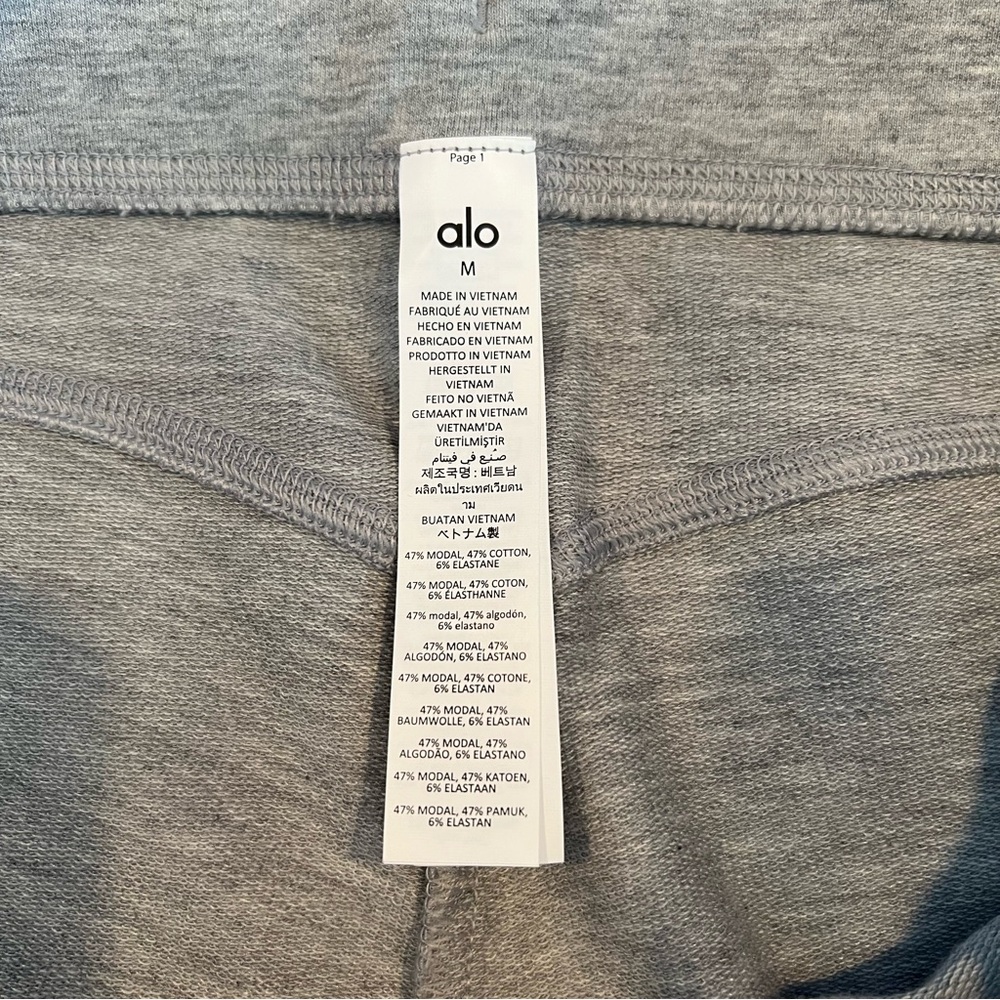 Page 1
alo
M
MADE IN VIETNAM
FABRIQUÉ AU VIETNAM
HECHO EN VIETNAM
FABRICADO EN VIETNAM
PRODOTTO IN VIETNAM
HERGESTELLT IN
VIETNAM
FEITO NO VIETNÃ
GEMAAKT IN VIETNAM
VIETNAM'DA
ÜRETİLMİŞTİR
صُنِع في فيتنام
제조국명 : 베트남
ผลิตในประเทศเวียดน
าม
BUATAN VIETNAM
ベトナム製
47% MODAL, 47% COTTON,
6% ELASTANE
47% MODAL, 47% COTON,
6% ÉLASTHANNE
47% modal, 47% algodón,
6% elastano
47% MODAL, 47%
ALGODÓN, 6% ELASTANO
47% MODAL, 47% COTONE,
6% ELASTAN
47% MODAL, 47%
BAUMWOLLE, 6% ELASTAN
47% MODAL, 47%
ALGODÃO, 6% ELASTANO
47% MODAL, 47% KATOEN,
6% ELASTAAN
47% MODAL, 47% PAMUK,
6% ELASTAN